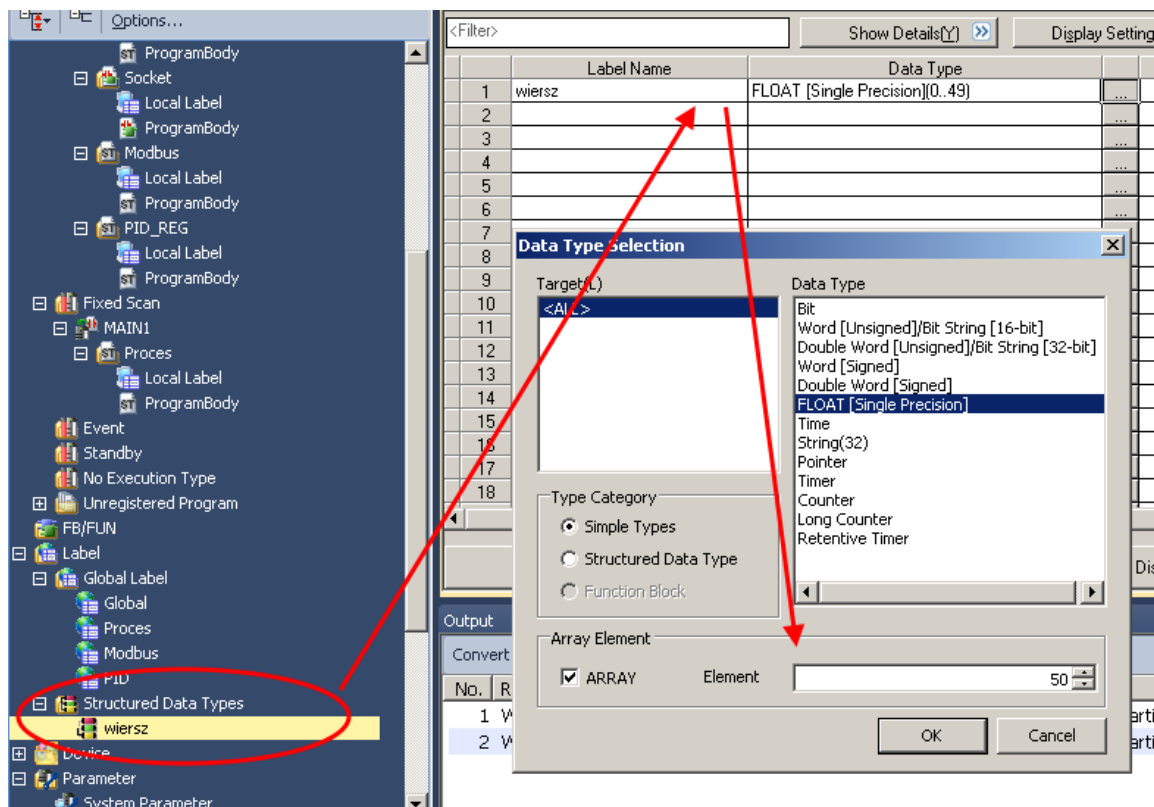 Options...
ProgramBody
Socket
Local Label
ProgramBody
Modbus
Local Label
ProgramBody
PID_REG
Local Label
ProgramBody
Fixed Scan
MAIN1
Proces
Local Label
ProgramBody
Event
Standby
No Execution Type
Unregistered Program
FB/FUN
Label
Global Label
Global
Proces
Modbus
PID
Structured Data Types
wiersz
Device
Parameter
System Parameter
<Filter>
Show Details(Y)
Display Setting
Label Name
Data Type
1
wiersz
FLOAT [Single Precision](0..49)
...
2
...
3
...
4
...
5
...
6
...
7
8
9
10
11
12
13
14
15
16
17
18
Data Type Selection
Target(L)
<ALL>
Data Type
Bit
Word [Unsigned]/Bit String [16-bit]
Double Word [Unsigned]/Bit String [32-bit]
Word [Signed]
Double Word [Signed]
FLOAT [Single Precision]
Time
String(32)
Pointer
Timer
Counter
Long Counter
Retentive Timer
Type Category
Simple Types
Structured Data Type
Function Block
Array Element
ARRAY
Element
50
OK
Cancel
Output
Convert
No.
R
1
2